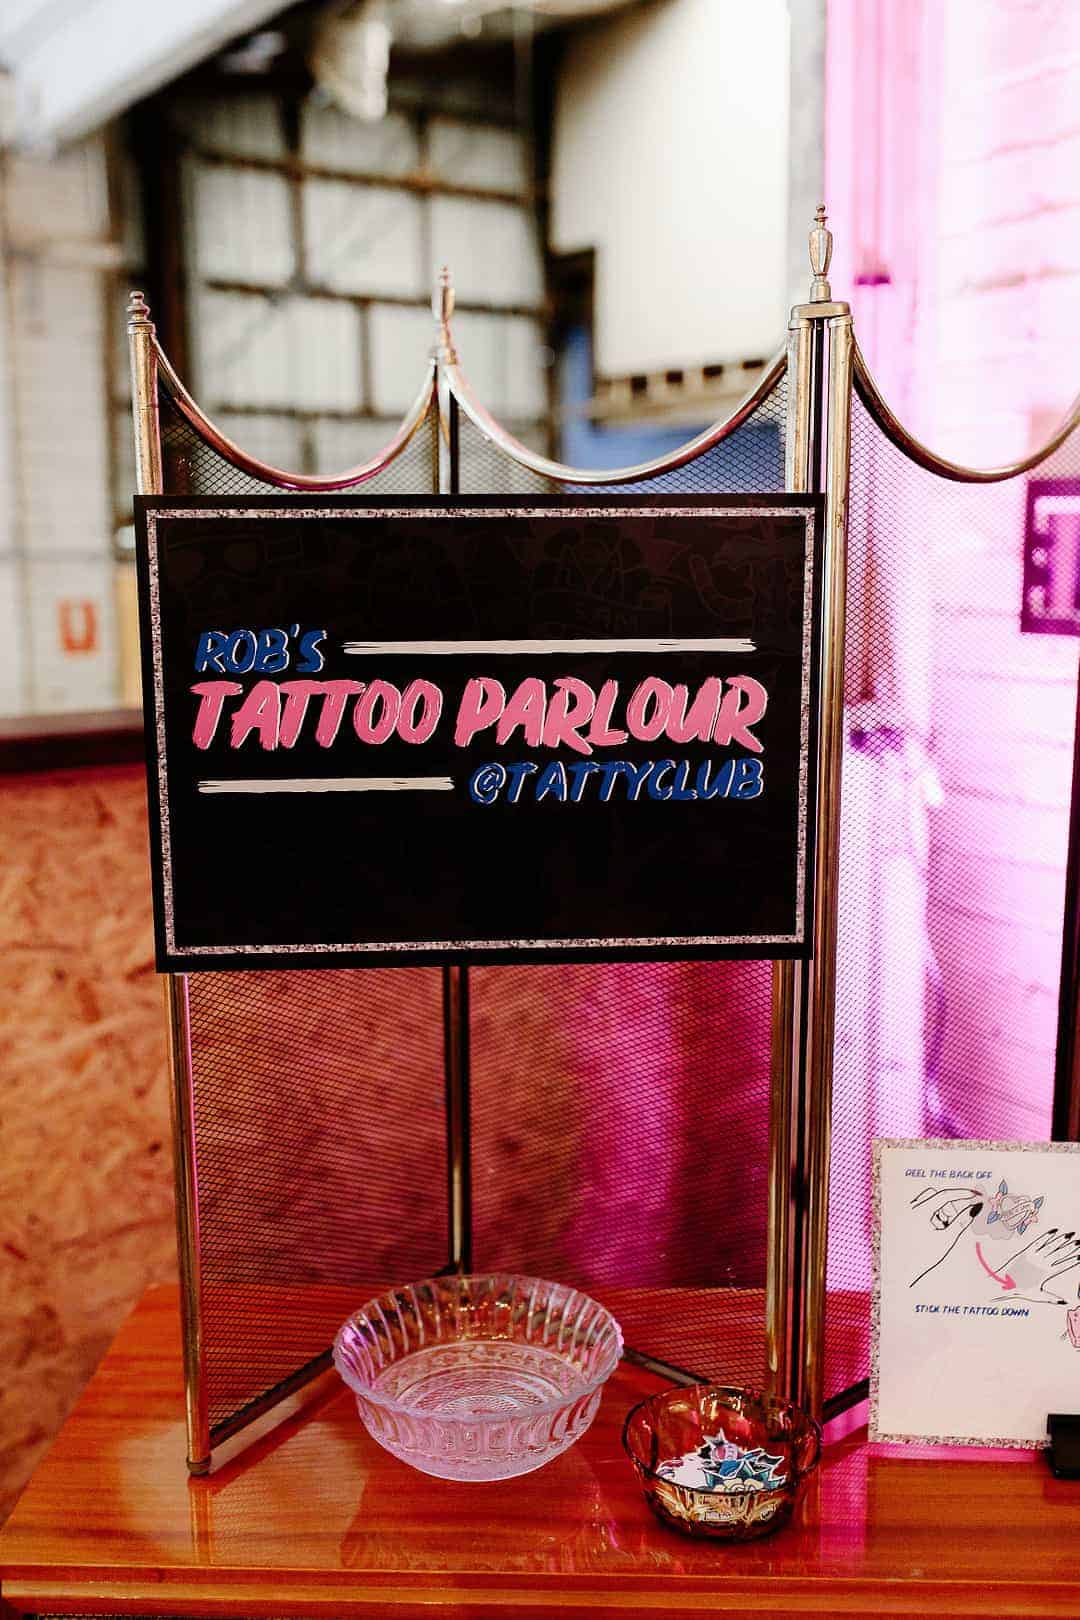 ROB'S
TATTOO PARLOUR
@TATTYCLUB
PEEL THE BACK OFF
STICK THE TATTOO DOWN